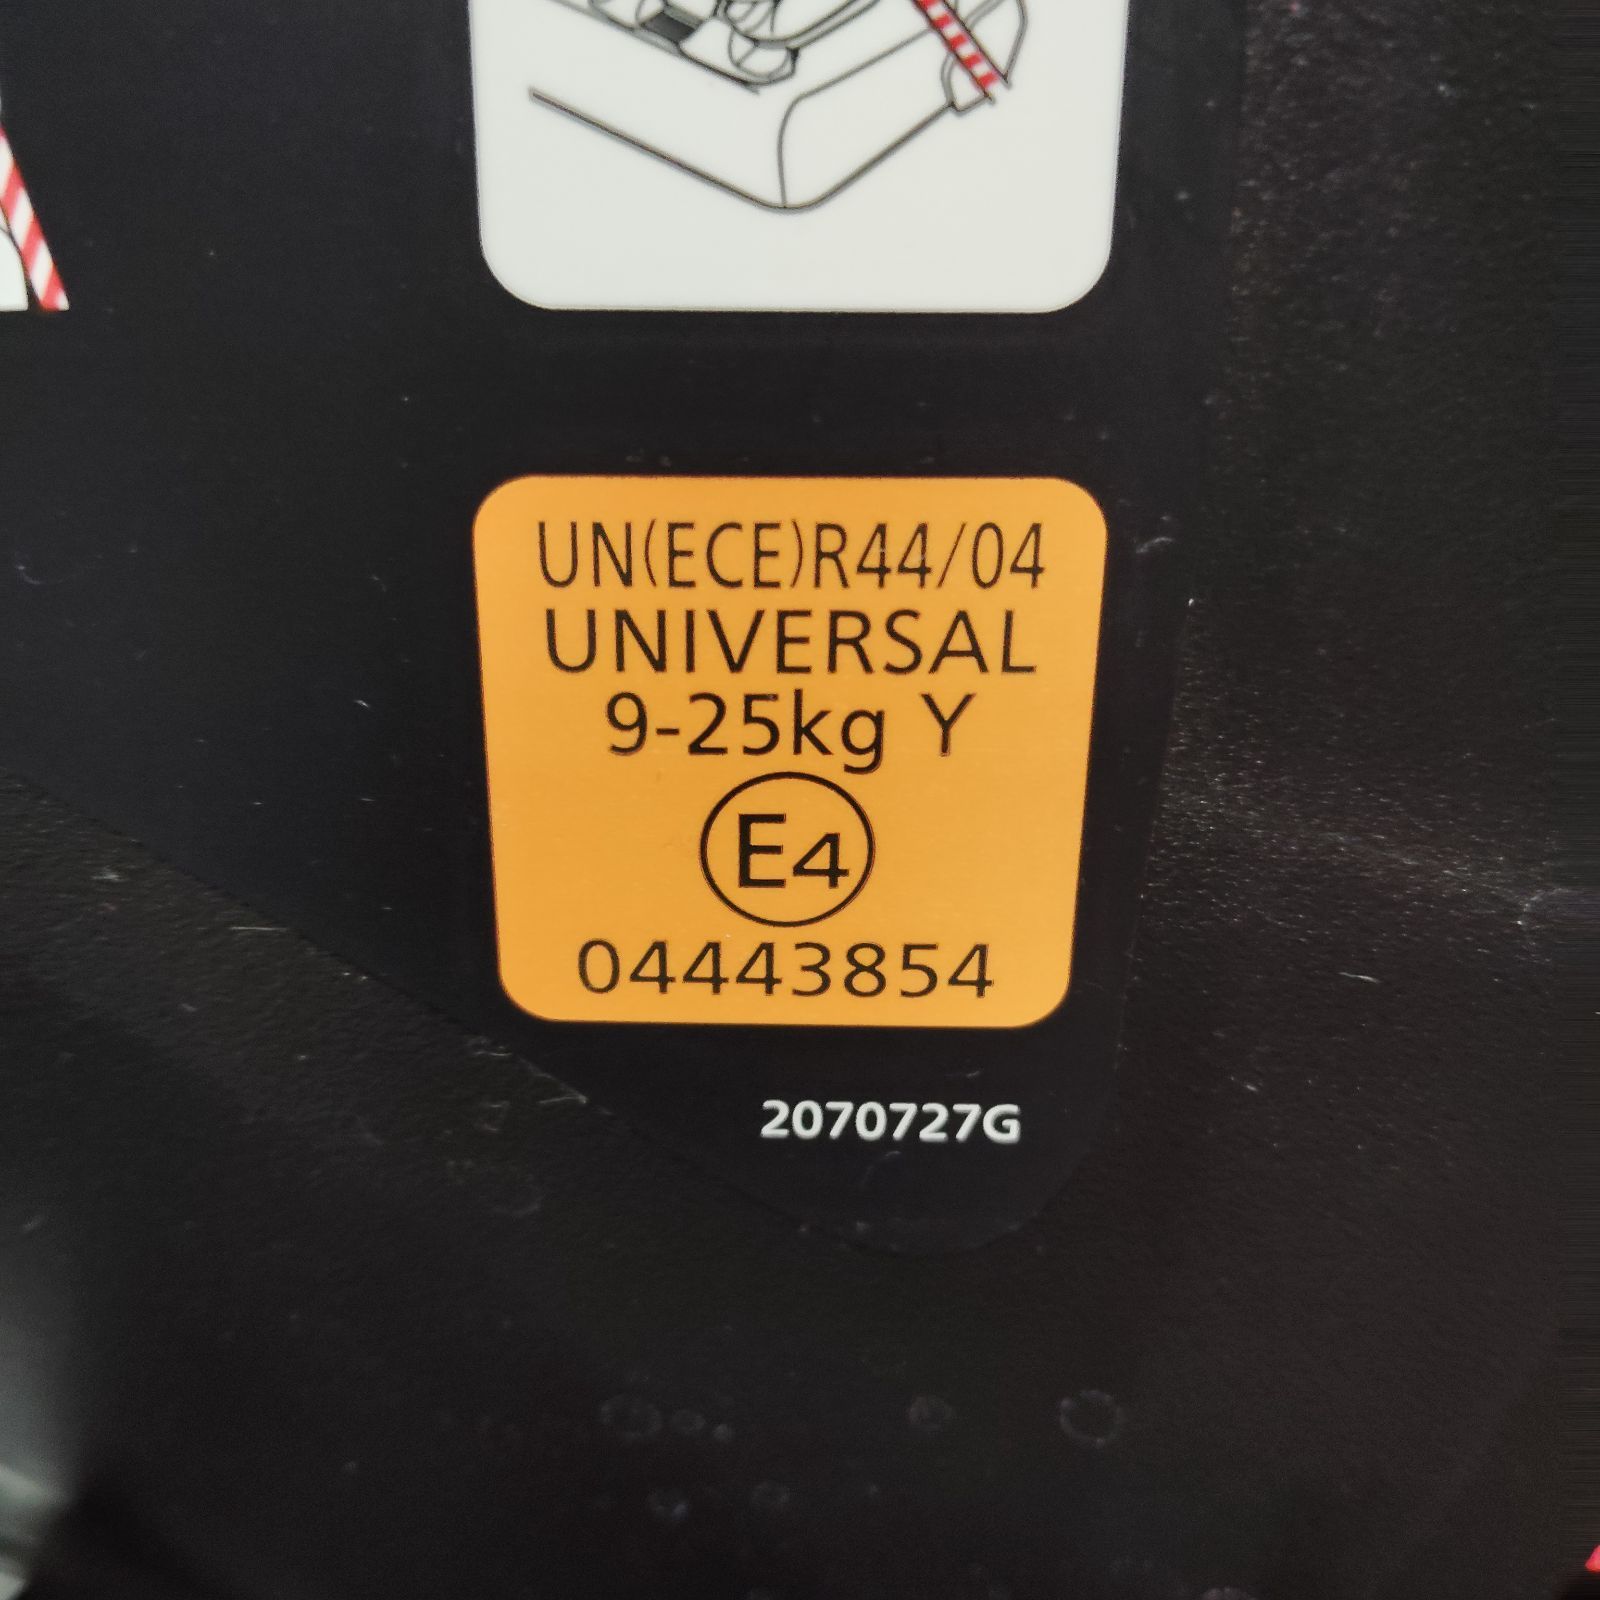 UN(ECE)R44/04
UNIVERSAL
9-25kg Y
E4
04443854
2070727G